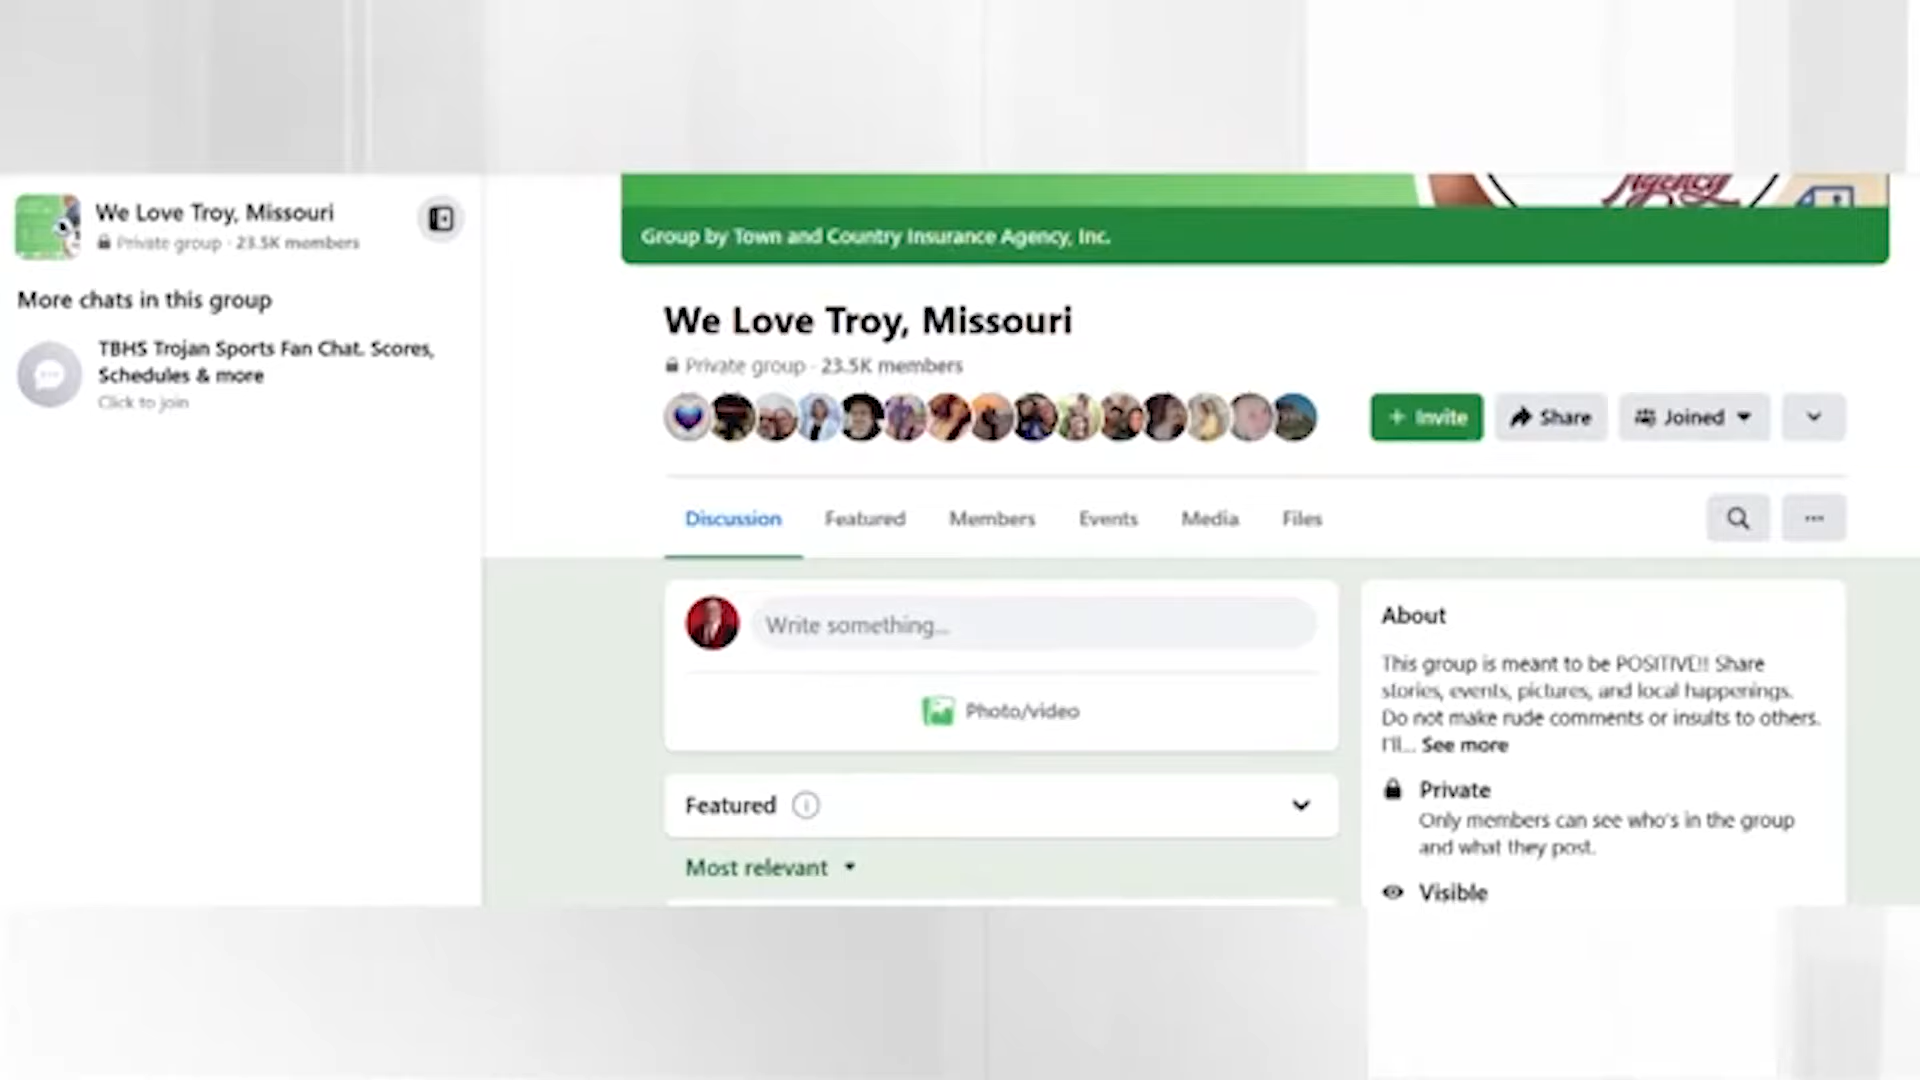 We Love Troy, Missouri
Private group · 23.5K members
More chats in this group
TBHS Trojan Sports Fan Chat. Scores,
Schedules & more
Click to join
Agency
Group by Town and Country Insurance Agency, Inc.
We Love Troy, Missouri
Private group · 23.5K members
+ Invite
Share
Joined
Discussion
Featured
Members
Events
Media
Files
Write something...
Photo/video
Featured
Most relevant
About
This group is meant to be POSITIVE!! Share
stories, events, pictures, and local happenings.
Do not make rude comments or insults to others.
I'll... See more
Private
Only members can see who's in the group
and what they post.
Visible